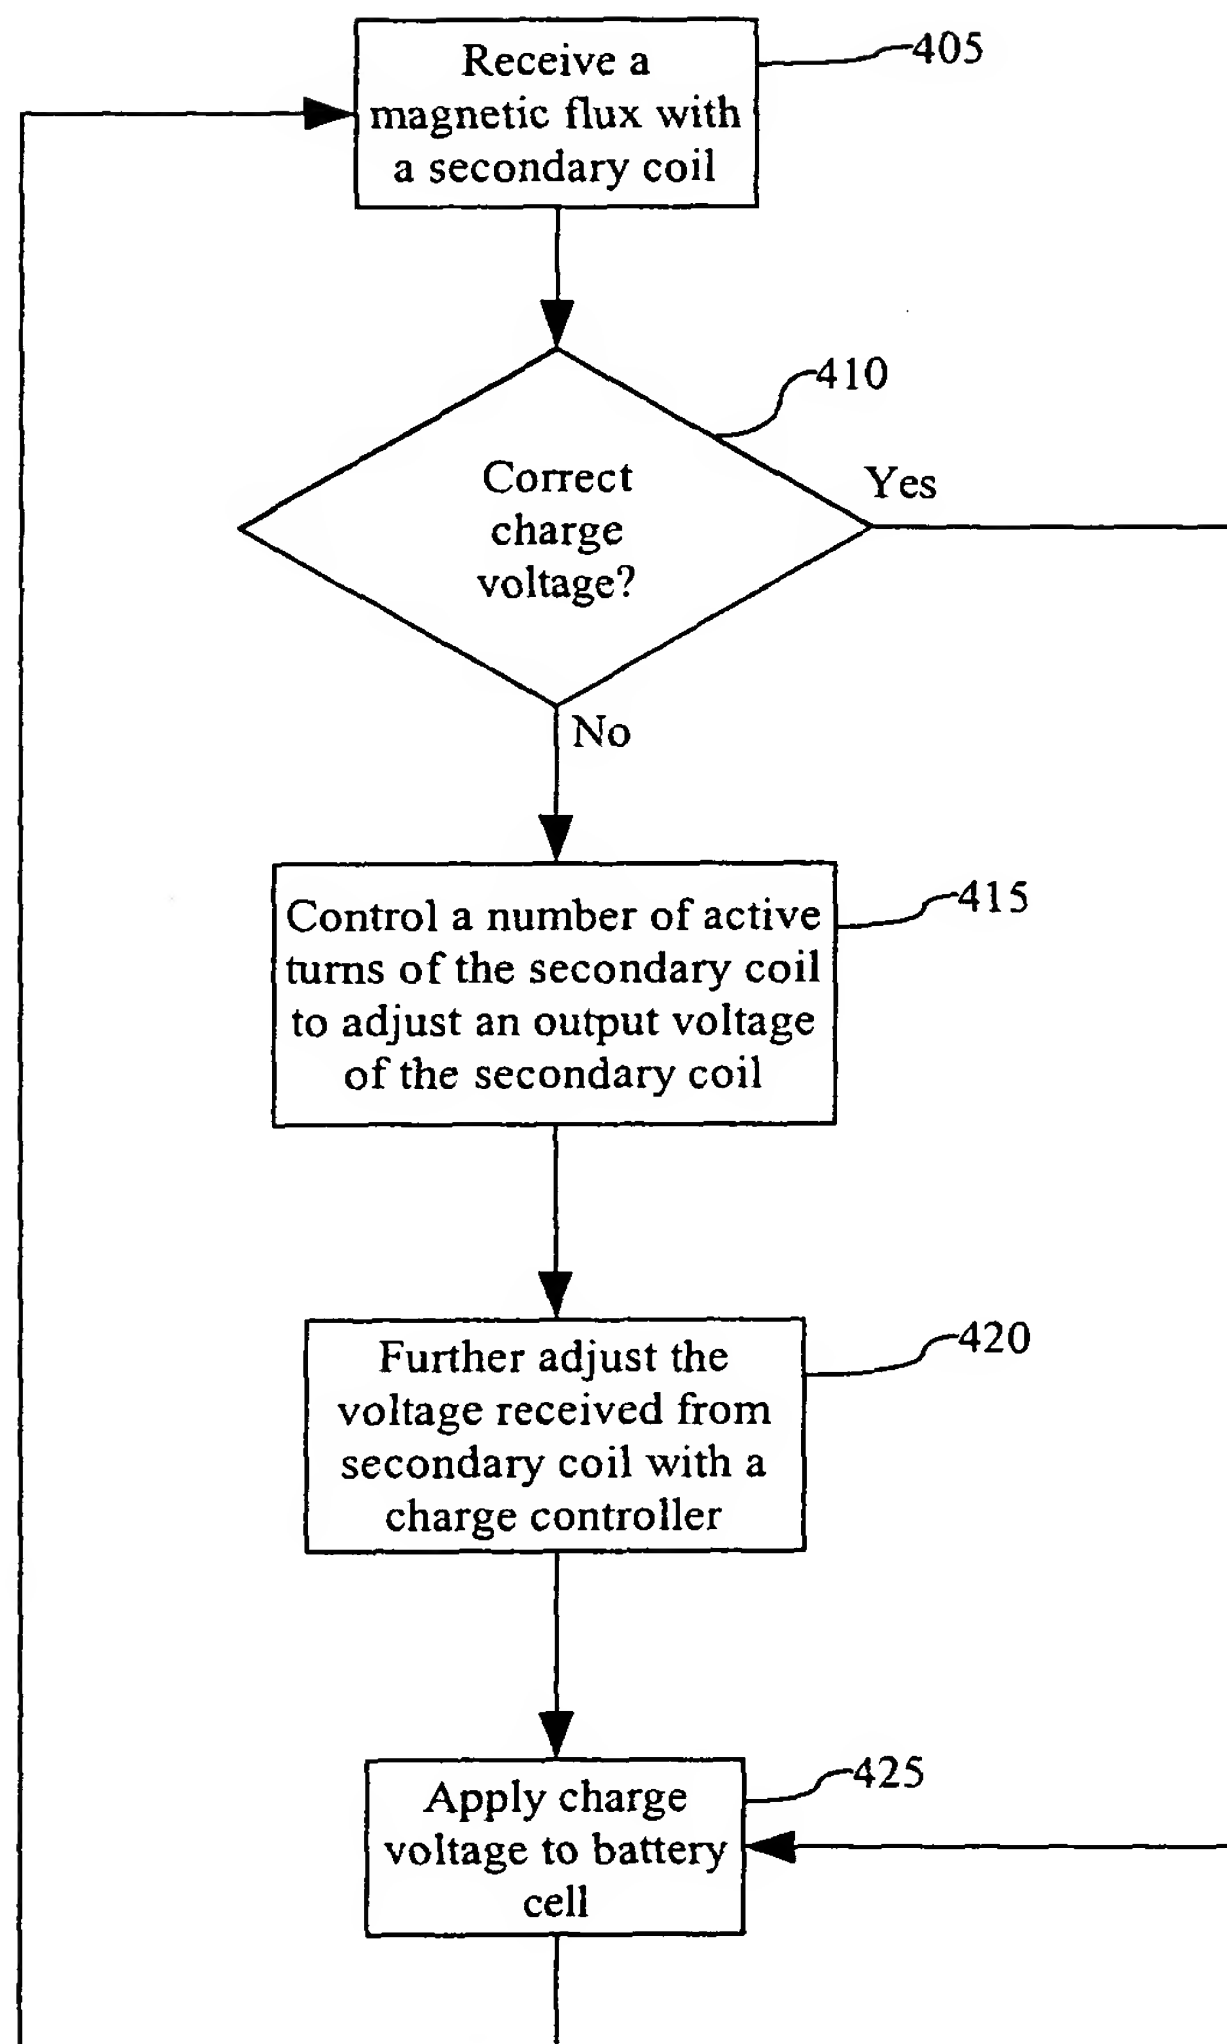 Receive a
magnetic flux with
a secondary coil
405
410
Correct
charge
voltage?
Yes
No
Control a number of active
turns of the secondary coil
to adjust an output voltage
of the secondary coil
415
Further adjust the
voltage received from
secondary coil with a
charge controller
420
Apply charge
voltage to battery
cell
425